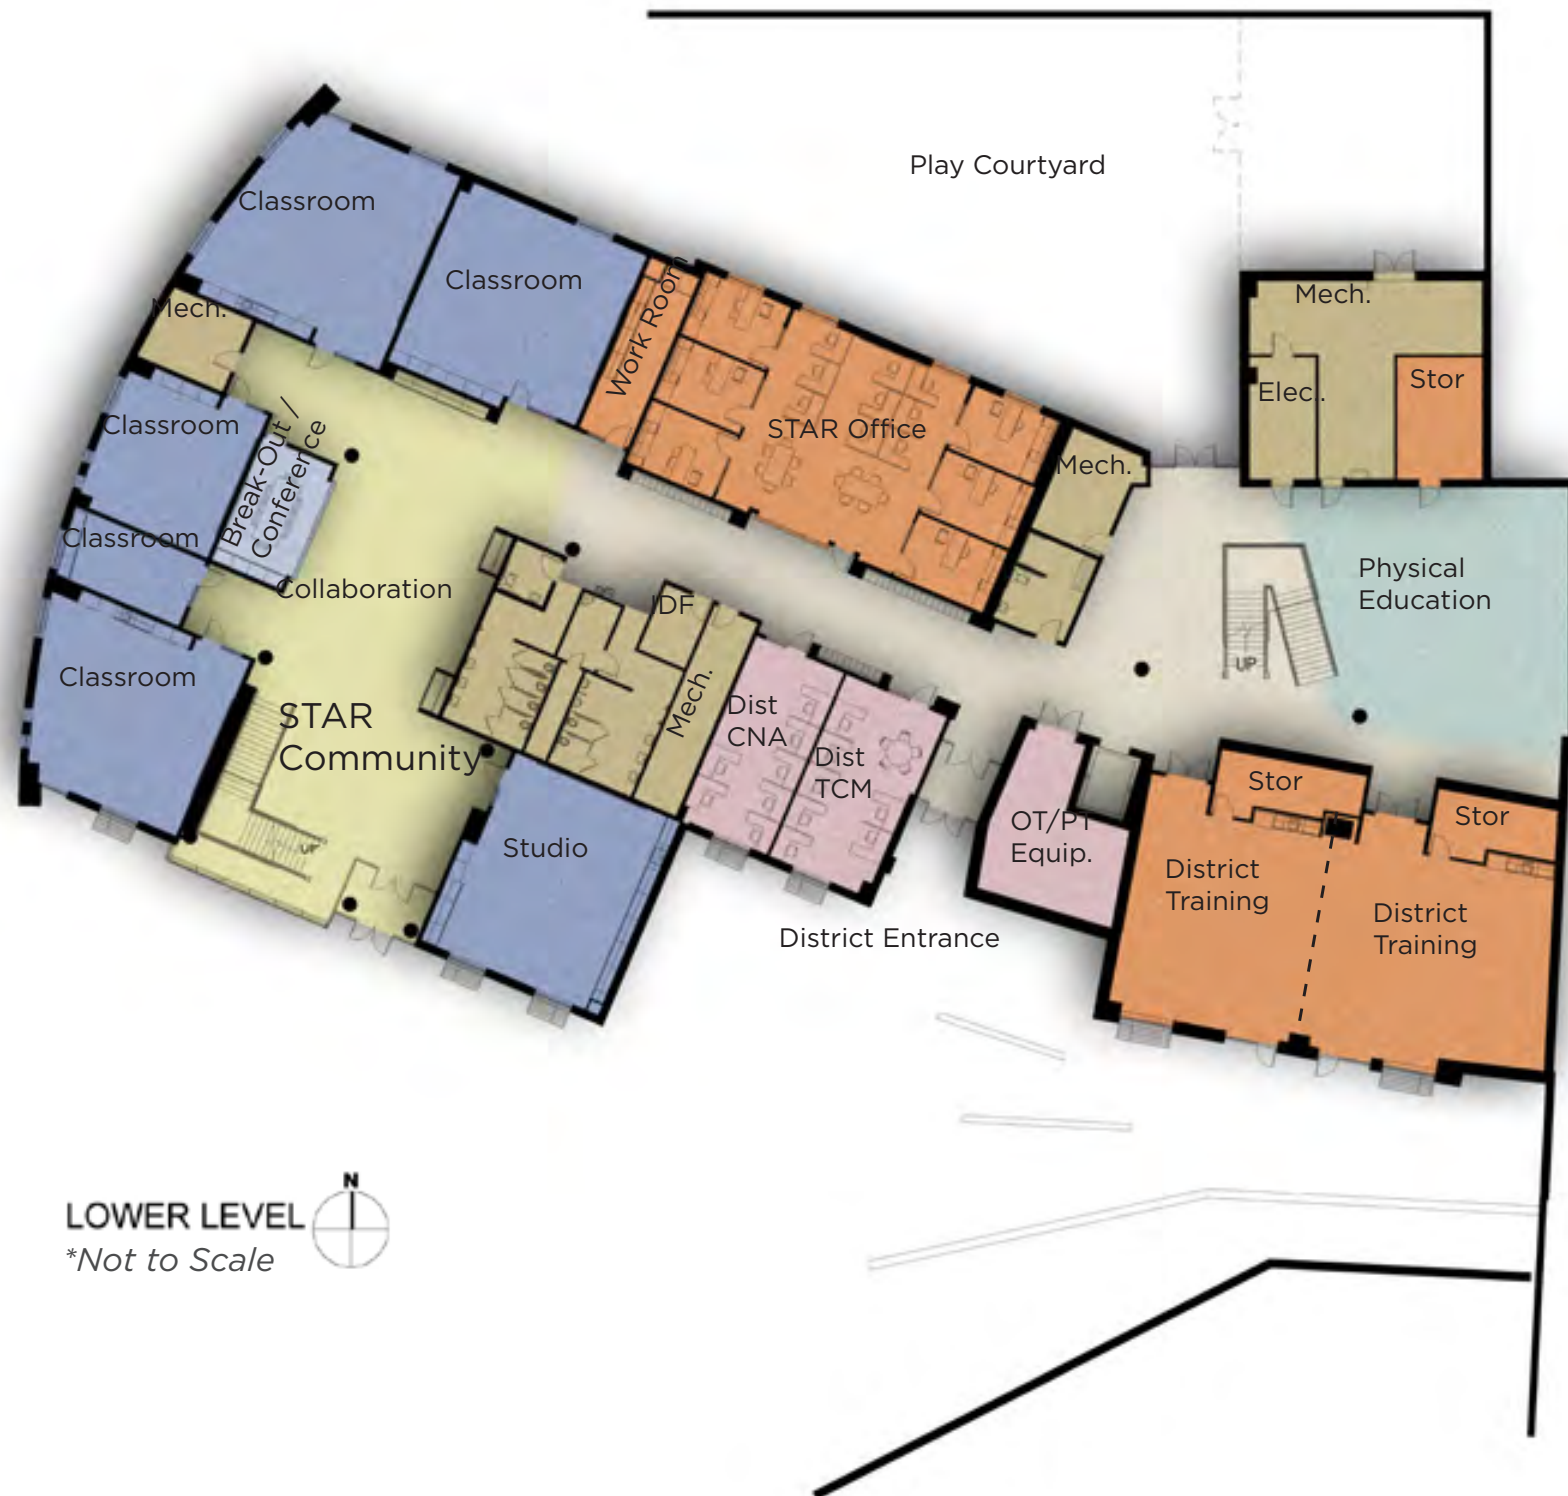 Play Courtyard
Classroom
Classroom
Work Room
Mech.
Mech.
Elec..
Stor
Classroom
Break-Out /
Conference
STAR Office
Mech.
Classroom
Collaboration
IDF
Physical
Education
UP
Classroom
STAR
Community
Mech.
Dist
CNA
Dist
TCM
Stor
Stor
OT/PT
Equip.
Studio
UP
District
Training
District
Training
District Entrance
N
LOWER LEVEL
*Not to Scale